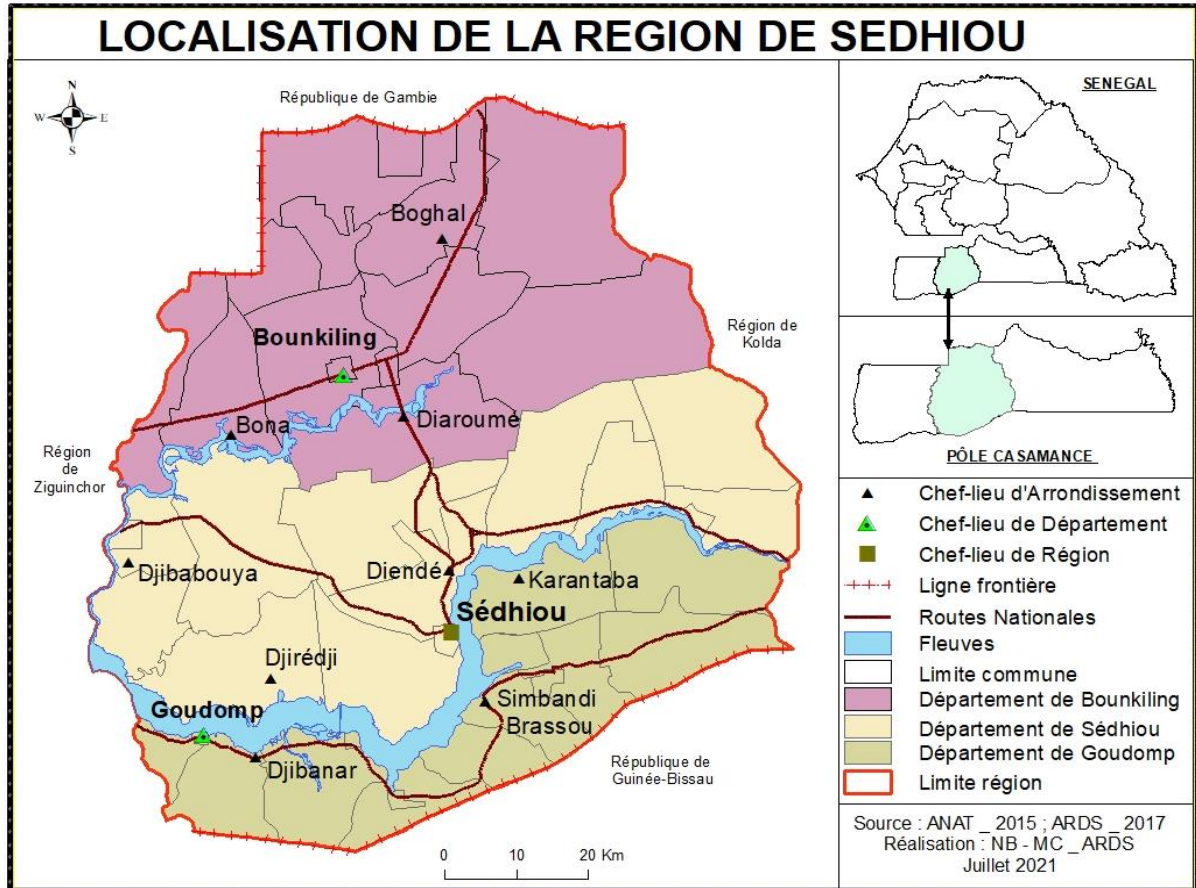 LOCALISATION DE LA REGION DE SEDHIOU
N
W
E
S
République de Gambie
Boghal
Bounkiling
Région de
Kolda
Bona
Diaroumé
Région
de
Ziguinchor
Djibabouya
Diendé
Karantaba
Sédhiou
Djirédji
Goudomp
Simbandi
Brassou
Djibanar
République de
Guinée-Bissau
0 10 20 Km
SENEGAL
PÔLE CASAMANCE
Chef-lieu d'Arrondissement
Chef-lieu de Département
Chef-lieu de Région
Ligne frontière
Routes Nationales
Fleuves
Limite commune
Département de Bounkiling
Département de Sédhiou
Département de Goudomp
Limite région
Source : ANAT _ 2015 ; ARDS _ 2017
Réalisation : NB - MC _ ARDS
Juillet 2021